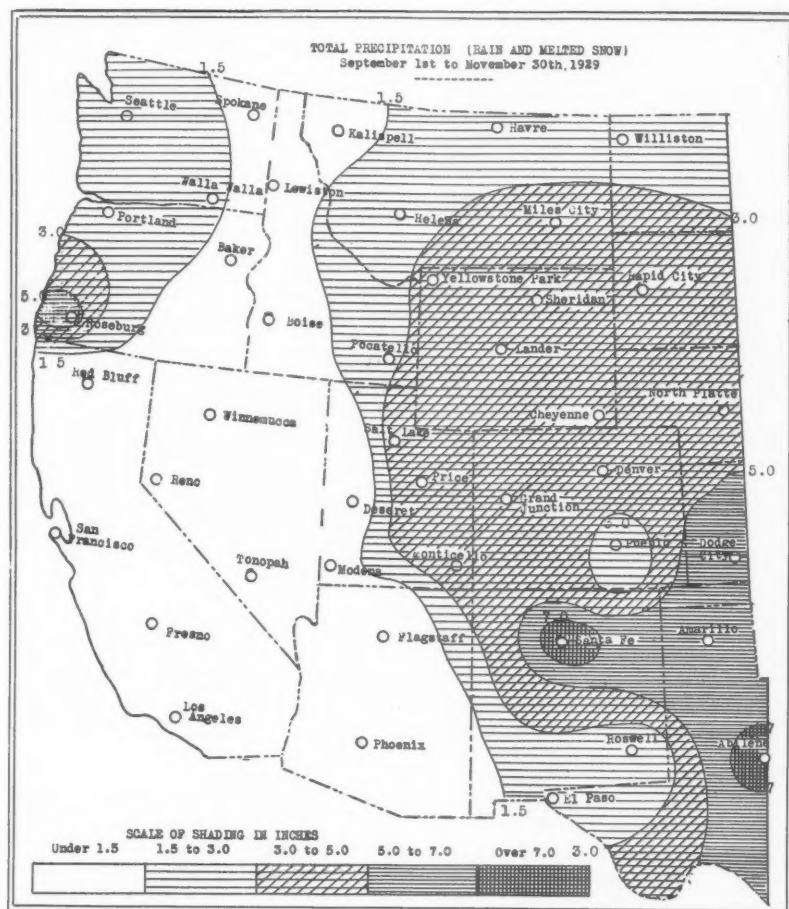 TOTAL PRECIPITATION (RAIN AND MELTED SNOW)
September 1st to November 30th, 1929
1.5
1.5
Seattle
Spokane
Kalispell
Havre
Williston
Walla Walla
Lewiston
Portland
Helena
Miles City
3.0
3.0
Baker
Yellowstone Park
Rapid City
Sheridan
5.0
Roseburg
Boise
3
1 5
Pocatello
Lander
Red Bluff
North Platte
Winnemucca
Cheyenne
Salt Lake
Reno
Price
Denver
5.0
Deseret
Grand
Junction
3.0
San
Francisco
Pueblo
Dodge
City
Tonopah
Modena
Monticello
7.0
Fresno
Flagstaff
Santa Fe
Amarillo
Los
Angeles
Phoenix
Roswell
Abilene
7
7
El Paso
1.5
SCALE OF SHADING IN INCHES
Under 1.5 1.5 to 3.0 3.0 to 5.0 5.0 to 7.0 Over 7.0 3.0